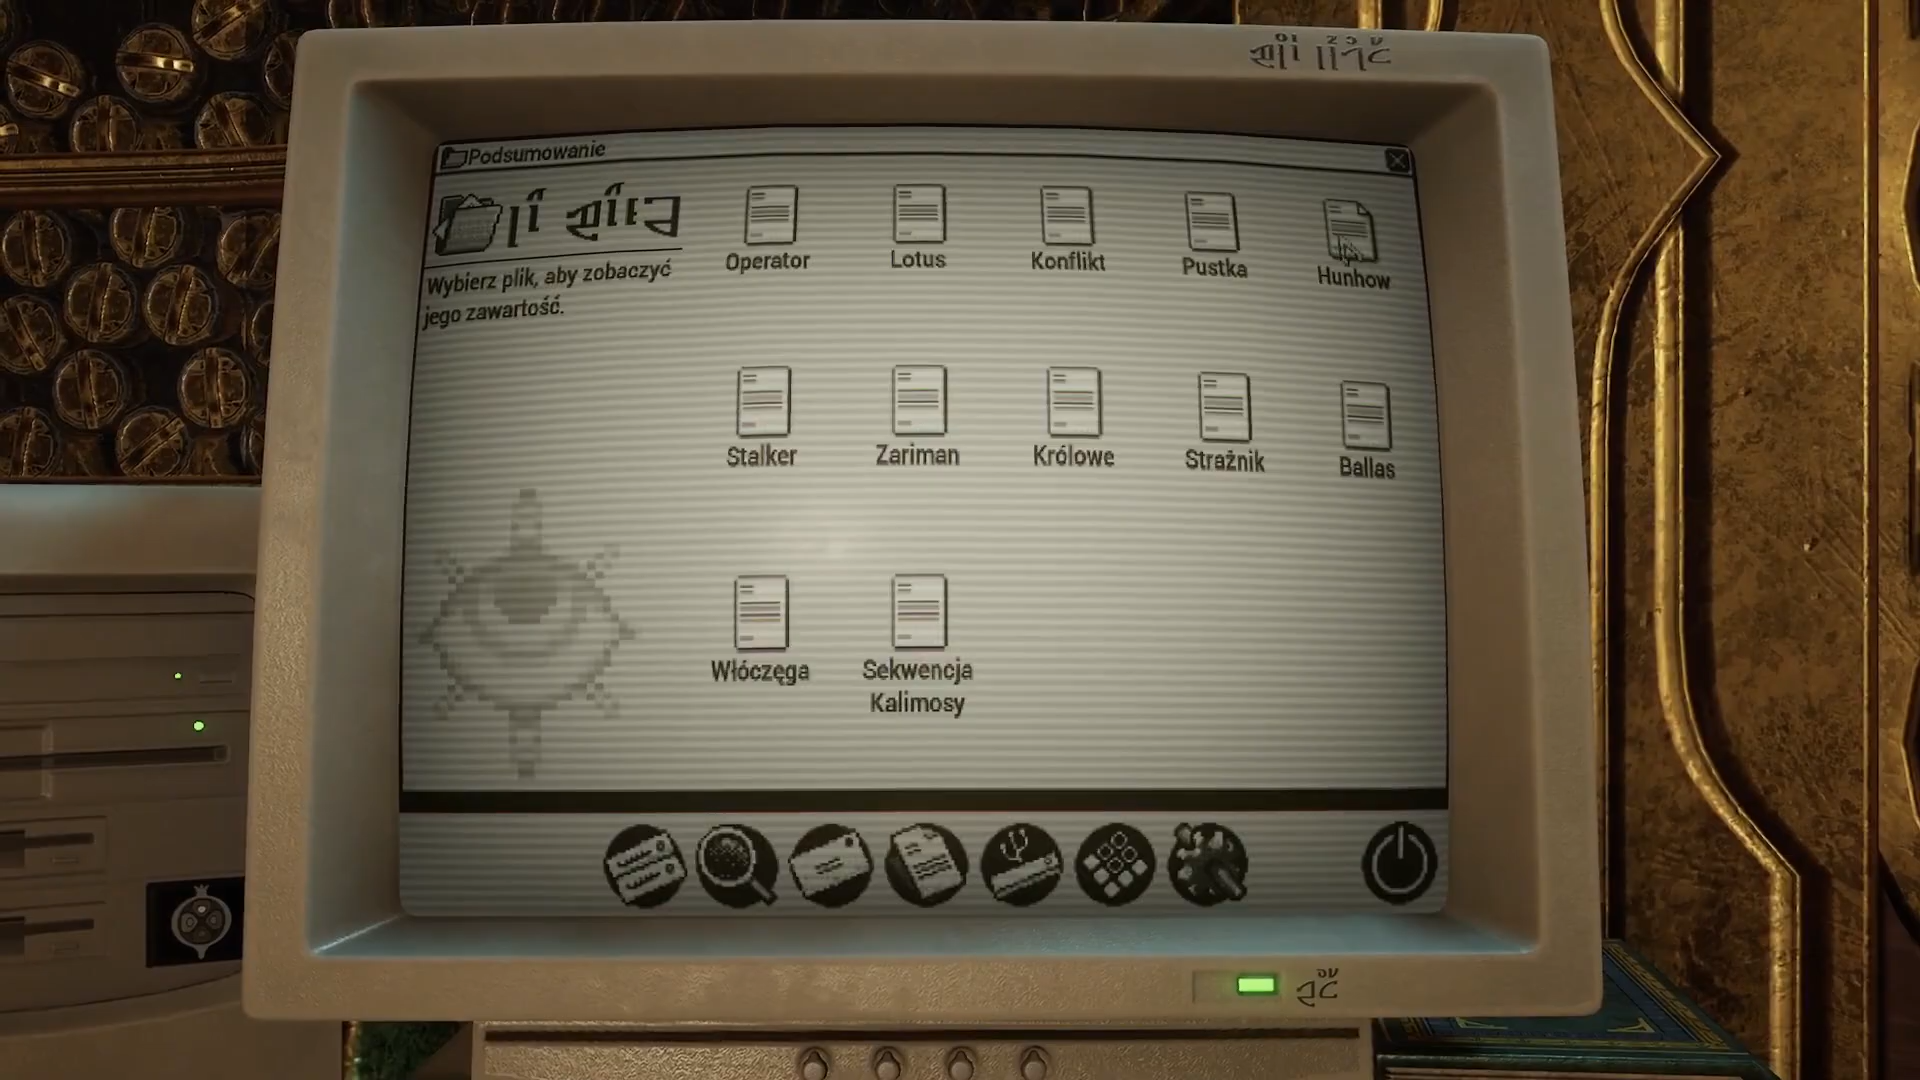 Podsumowanie
Wybierz plik, aby zobaczyć
jego zawartość.
Operator
Lotus
Konflikt
Pustka
Hunhow
Stalker
Zariman
Królowe
Strażnik
Ballas
Włóczęga
Sekwencja
Kalimosy